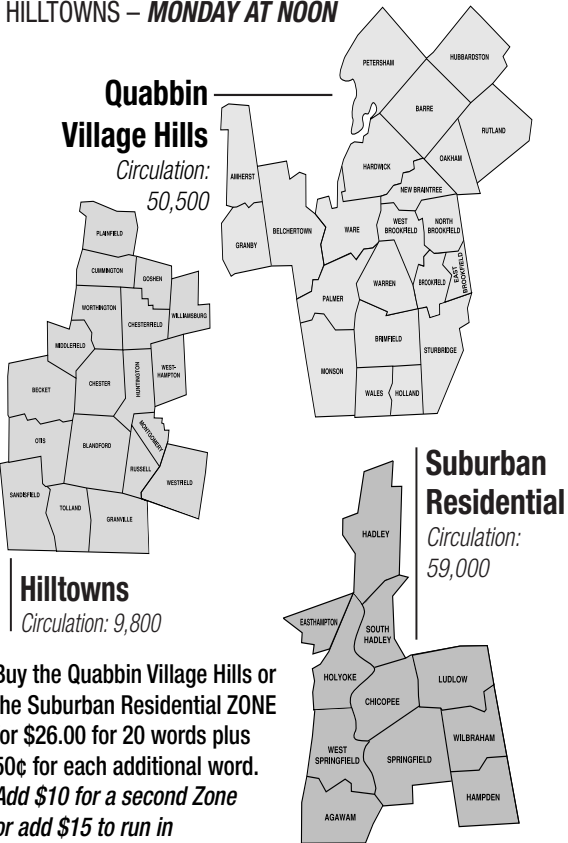 HILLTOWNS – MONDAY AT NOON
Quabbin
Village Hills
Circulation:
50,500
PETERSHAM
HUBBARDSTON
BARRE
RUTLAND
HARDWICK
OAKHAM
NEW BRAINTREE
AMHERST
BELCHERTOWN
GRANBY
WARE
WEST
BROOKFIELD
NORTH
BROOKFIELD
WARREN
BROOKFIELD
EAST
BROOKFIELD
PALMER
BRIMFIELD
STURBRIDGE
MONSON
WALES
HOLLAND
PLAINFIELD
CUMMINGTON
GOSHEN
WORTHINGTON
CHESTERFIELD
WILLIAMSBURG
MIDDLEFIELD
BECKET
CHESTER
HUNTINGTON
WEST-
HAMPTON
OTIS
BLANDFORD
MONTGOMERY
RUSSELL
WESTFIELD
SANDISFIELD
TOLLAND
GRANVILLE
Hilltowns
Circulation: 9,800
Suburban
Residential
Circulation:
59,000
HADLEY
EASTHAMPTON
SOUTH
HADLEY
HOLYOKE
CHICOPEE
LUDLOW
WEST
SPRINGFIELD
SPRINGFIELD
WILBRAHAM
HAMPDEN
AGAWAM
Buy the Quabbin Village Hills or
the Suburban Residential ZONE
for $26.00 for 20 words plus
50¢ for each additional word.
Add $10 for a second Zone
or add $15 to run in